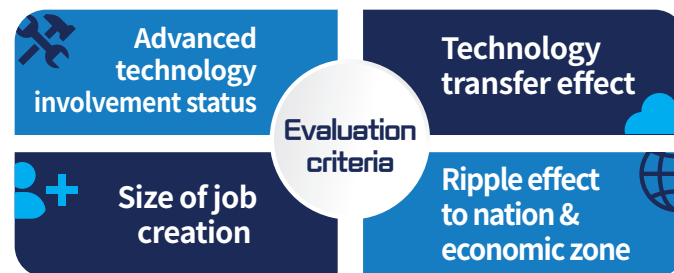 Advanced
technology
involvement status
Technology
transfer effect
Evaluation
criteria
Size of job
creation
Ripple effect
to nation &
economic zone